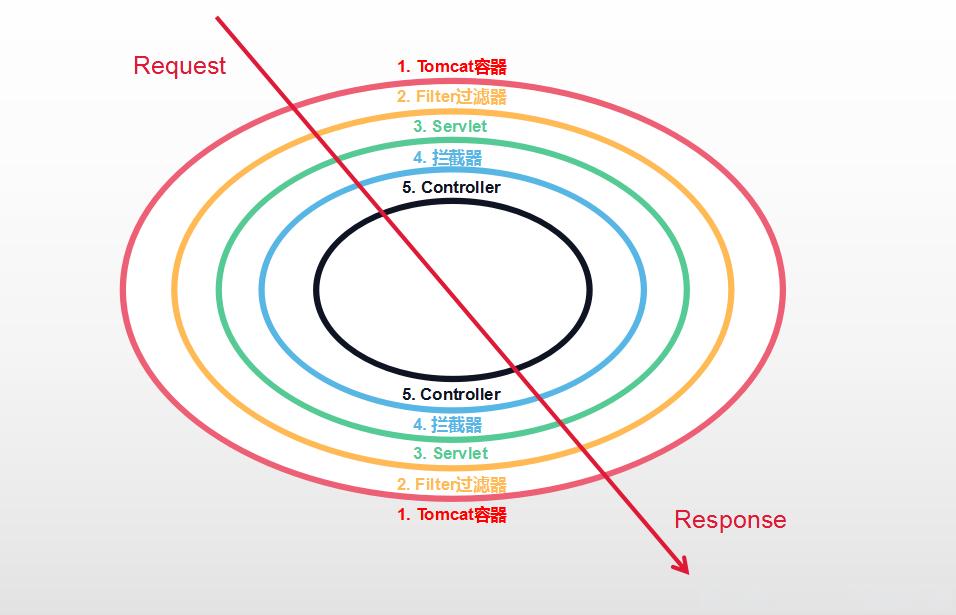 Request
1. Tomcat容器
2. Filter过滤器
3. Servlet
4. 拦截器
5. Controller
5. Controller
4. 拦截器
3. Servlet
2. Filter过滤器
1. Tomcat容器
Response